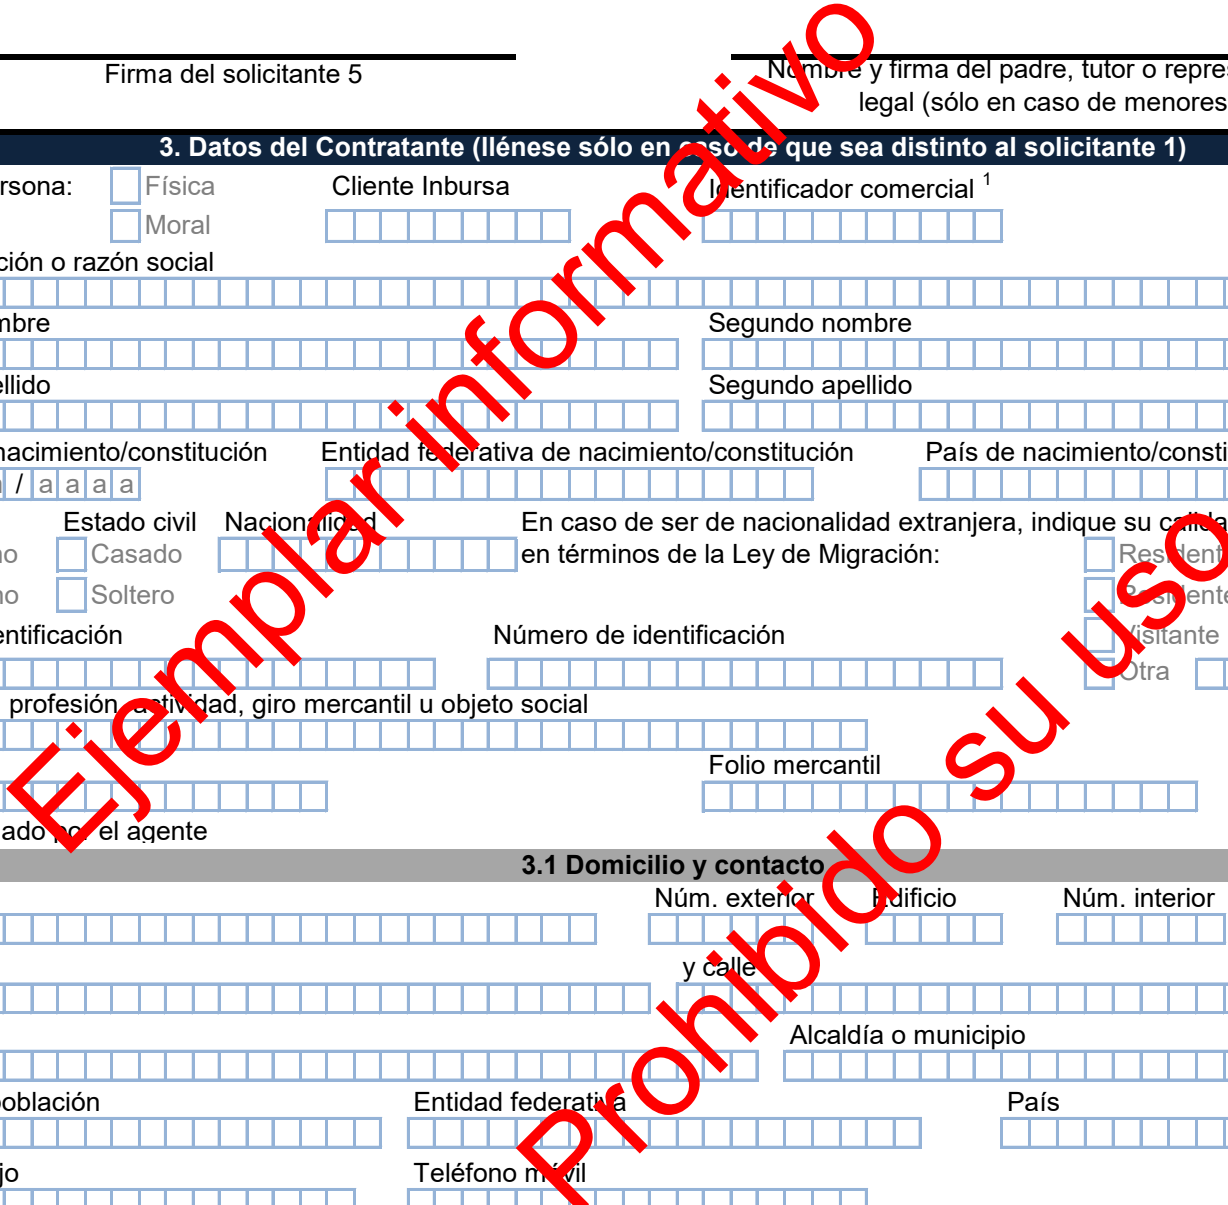 Firma del solicitante 5
Nombre y firma del padre, tutor o repre
legal (sólo en caso de menores
3. Datos del Contratante (llénese sólo en caso de que sea distinto al solicitante 1)
rsona:
Física
Cliente Inbursa
Identificador comercial 1
Moral
ción o razón social
mbre
Segundo nombre
ellido
Segundo apellido
nacimiento/constitución
Entidad federativa de nacimiento/constitución
País de nacimiento/consti
/ a a a a
Estado civil
Nacionalidad
En caso de ser de nacionalidad extranjera, indique su calida
no
Casado
en términos de la Ley de Migración:
Resident
no
Soltero
Residente
entificación
Número de identificación
Visitante
Otra
profesión, actividad, giro mercantil u objeto social
Folio mercantil
ado por el agente
3.1 Domicilio y contacto
Núm. exterior
Edificio
Núm. interior
y calle
Alcaldía o municipio
oblación
Entidad federativa
País
jo
Teléfono móvil
Ejemplar informativo
Prohibido su uso